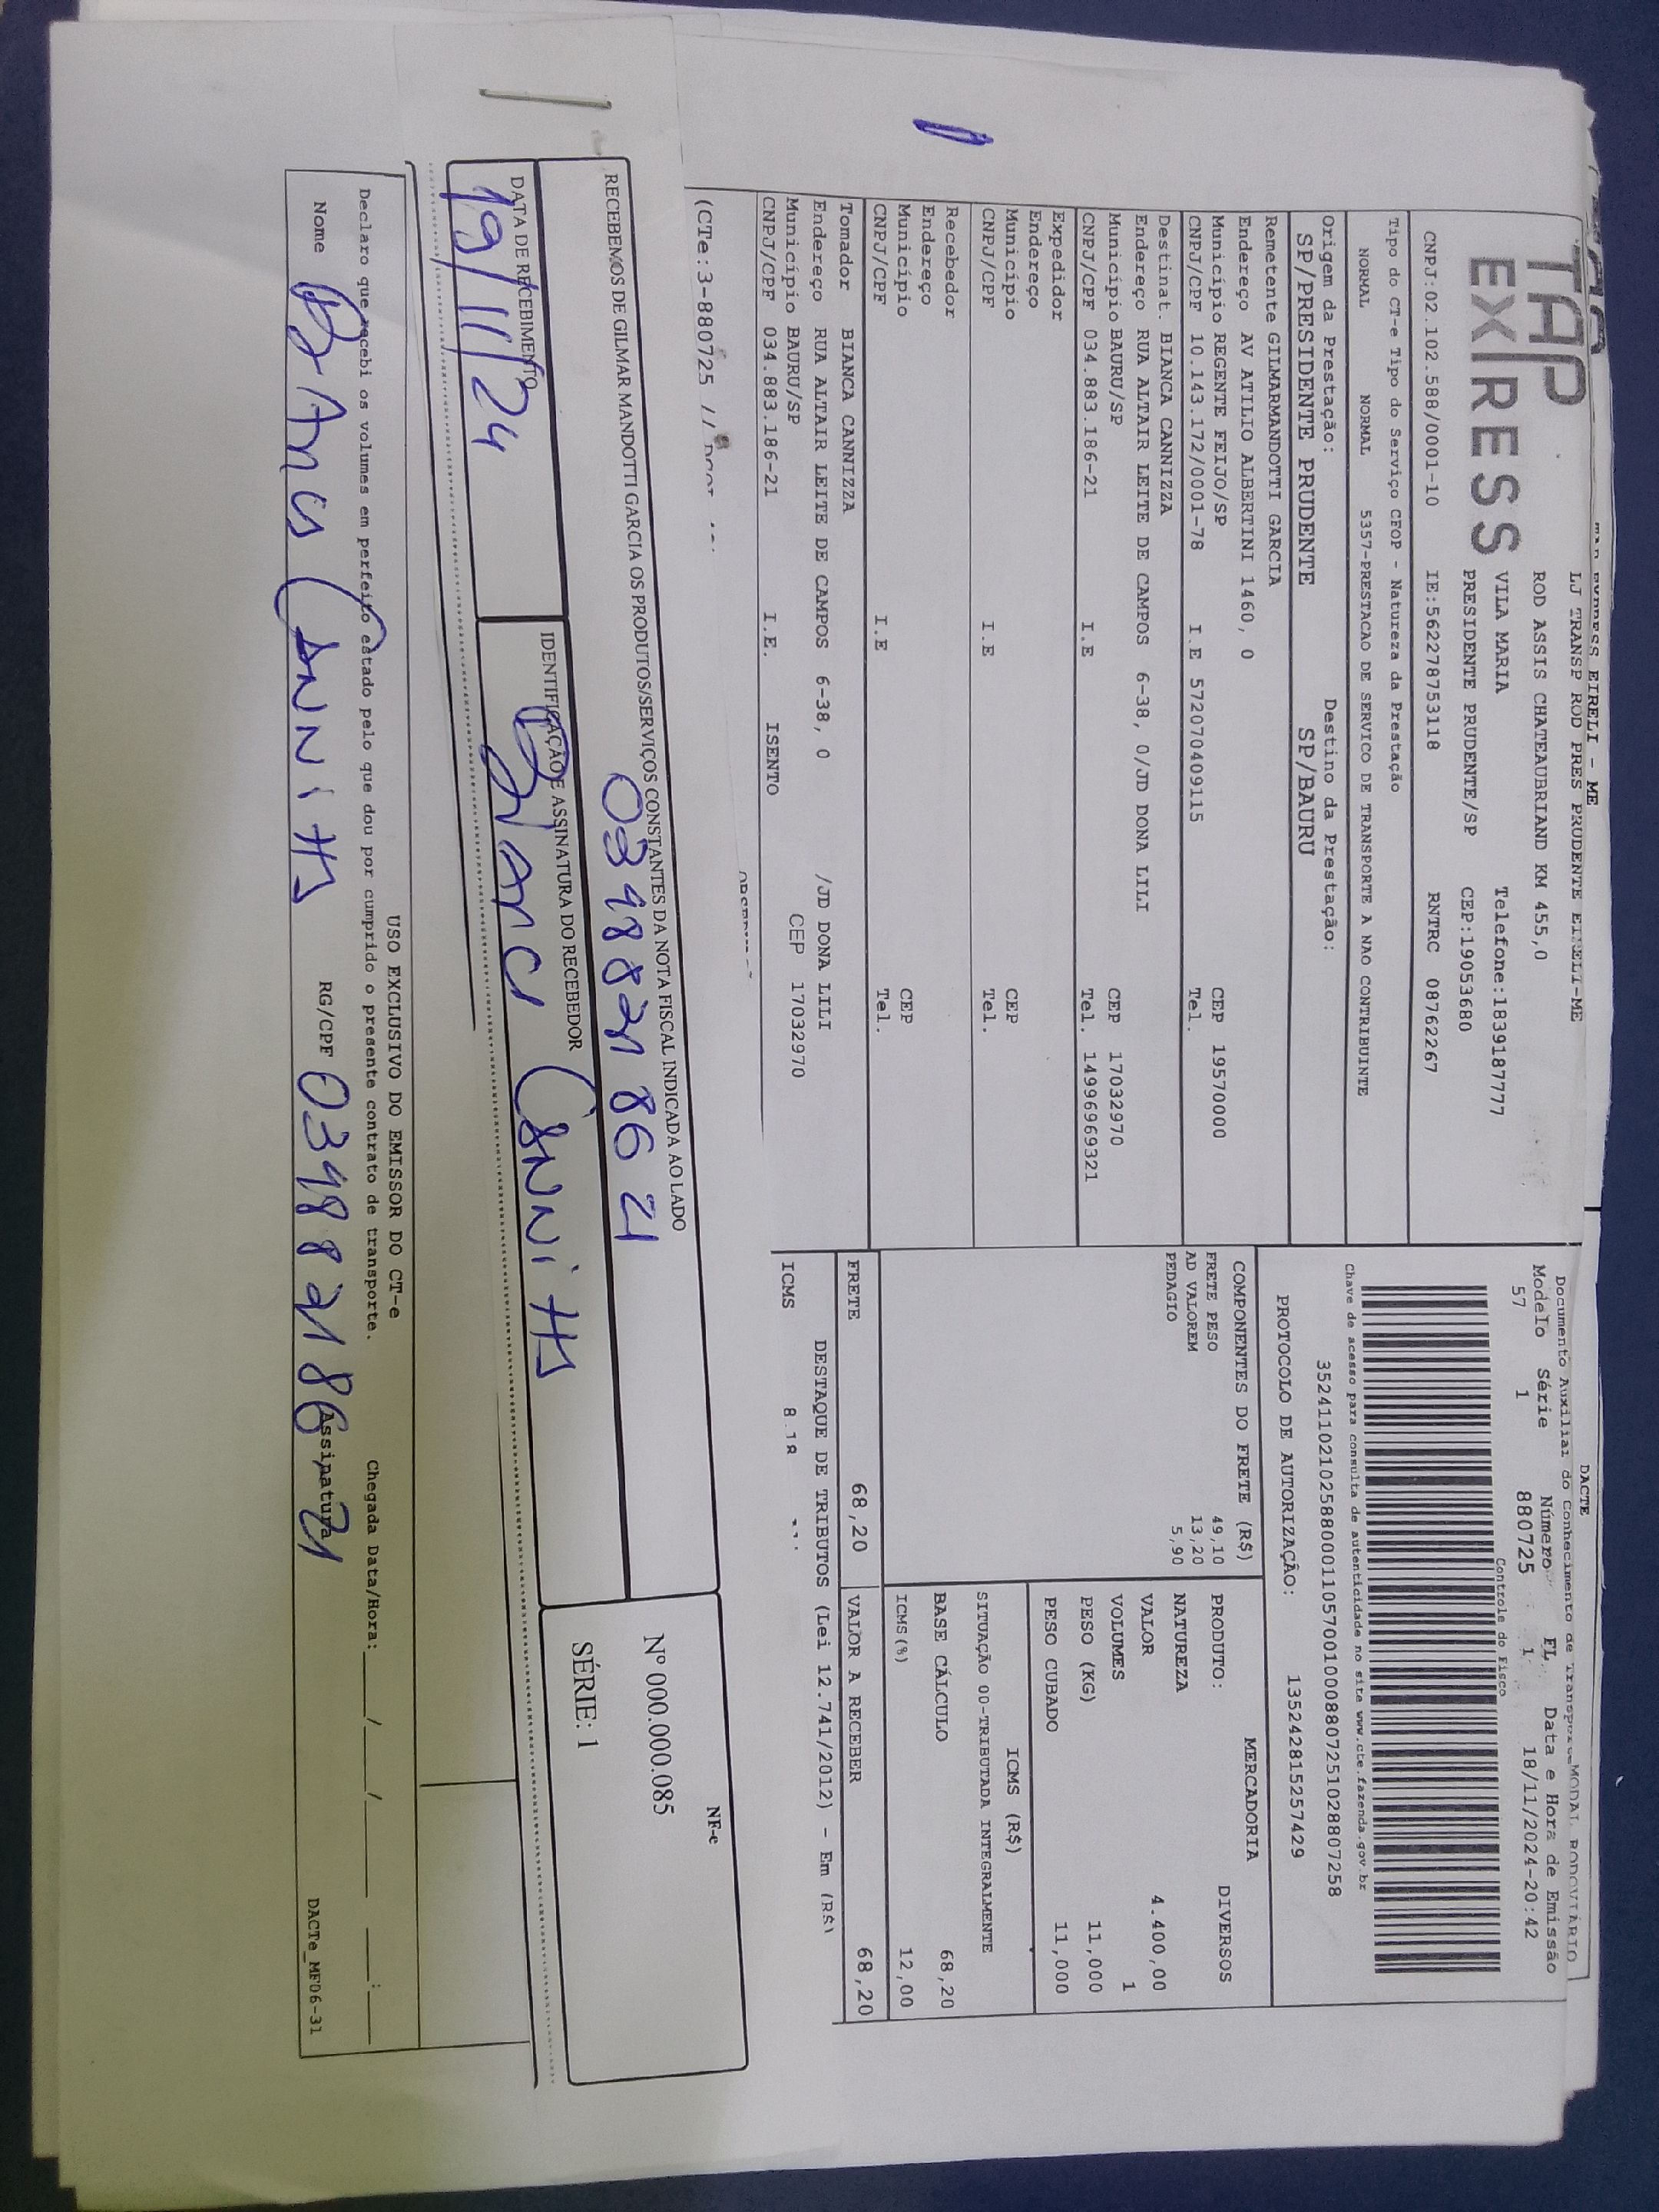 TAP
EXPRESS
EIRELI - ME
LJ TRANSP ROD PRES PRUDENTE EIRELI-ME
ROD ASSIS CHATEAUBRIAND KM 455,0
VILA MARIA Telefone:1839187777
PRESIDENTE PRUDENTE/SP CEP:19053680
CNPJ:02.102.588/0001-10 IE:562278753118 RNTRC 08762267
DACTE
Documento Auxiliar do Conhecimento de Transporte MODAL RODOVIÁRIO
Modelo Série Número FL Data e Hora de Emissão
57 1 880725 1 18/11/2024-20:42
Controle do Fisco
Chave de acesso para consulta de autenticidade no site www.cte.fazenda.gov.br
35241102102588000110570010008807251028807258
PROTOCOLO DE AUTORIZAÇÃO: 135242815257429
Tipo do CT-e Tipo do Serviço CFOP - Natureza da Prestação
NORMAL NORMAL 5357-PRESTACAO DE SERVICO DE TRANSPORTE A NAO CONTRIBUINTE
Origem da Prestação: Destino da Prestação:
SP/PRESIDENTE PRUDENTE SP/BAURU
Remetente GILMARMANDOTTI GARCIA
Endereço AV ATILIO ALBERTINI 1460, 0
Município REGENTE FEIJO/SP CEP 19570000
CNPJ/CPF 10.143.172/0001-78 I.E 572070409115 Tel.
Destinat. BIANCA CANNIZZA
Endereço RUA ALTAIR LEITE DE CAMPOS 6-38, 0/JD DONA LILI
Município BAURU/SP CEP 17032970
CNPJ/CPF 034.883.186-21 I.E Tel. 14996969321
Expedidor
Endereço
Município CEP
CNPJ/CPF I.E Tel.
Recebedor
Endereço
Município CEP
CNPJ/CPF I.E Tel.
Tomador BIANCA CANNIZZA
Endereço RUA ALTAIR LEITE DE CAMPOS 6-38, 0 /JD DONA LILI
Município BAURU/SP CEP 17032970
CNPJ/CPF 034.883.186-21 I.E. ISENTO
COMPONENTES DO FRETE (R$)
FRETE PESO 49,10
AD VALOREM 13,20
PEDAGIO 5,90
MERCADORIA
PRODUTO: DIVERSOS
NATUREZA
VALOR 4.400,00
VOLUMES 1
PESO (KG) 11,000
PESO CUBADO 11,000
ICMS (R$)
SITUAÇÃO 00-TRIBUTADA INTEGRALMENTE
BASE CÁLCULO 68,20
ICMS(%) 12,00
FRETE 68,20 VALOR A RECEBER 68,20
DESTAQUE DE TRIBUTOS (Lei 12.741/2012) - Em (R$)
ICMS 8,18
(CTe:3-880725 //
RECEBEMOS DE GILMAR MANDOTTI GARCIA OS PRODUTOS/SERVIÇOS CONSTANTES DA NOTA FISCAL INDICADA AO LADO
NF-e
Nº 000.000.085
SÉRIE: 1
DATA DE RECEBIMENTO IDENTIFICAÇÃO E ASSINATURA DO RECEBEDOR
19/11/24
USO EXCLUSIVO DO EMISSOR DO CT-e
Declaro que recebi os volumes em perfeito estado pelo que dou por cumprido o presente contrato de transporte. Chegada Data/Hora: ____/____/____ ___:___
Nome RG/CPF Assinatura
DACTe_MF06-31